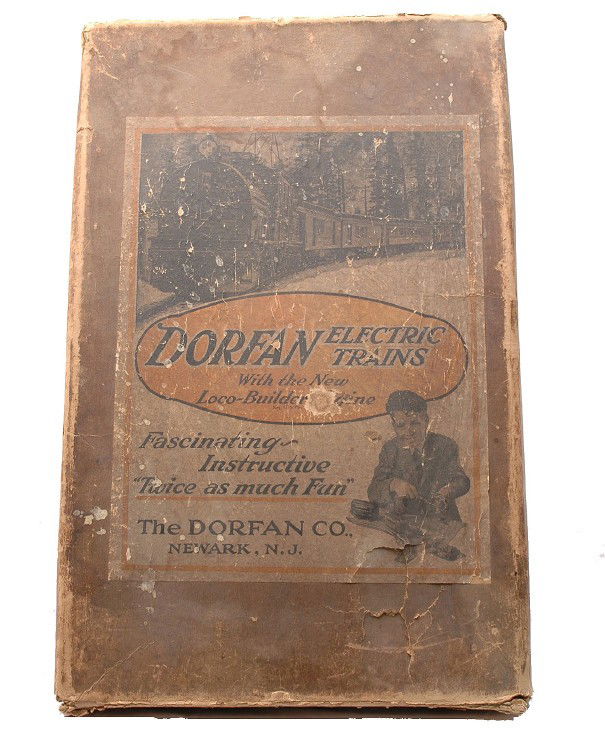 DORFAN ELECTRIC TRAINS
With the New
Loco-Builder
Fascinating
Instructive
"Twice as much Fun"
The DORFAN CO.,
NEWARK, N.J.